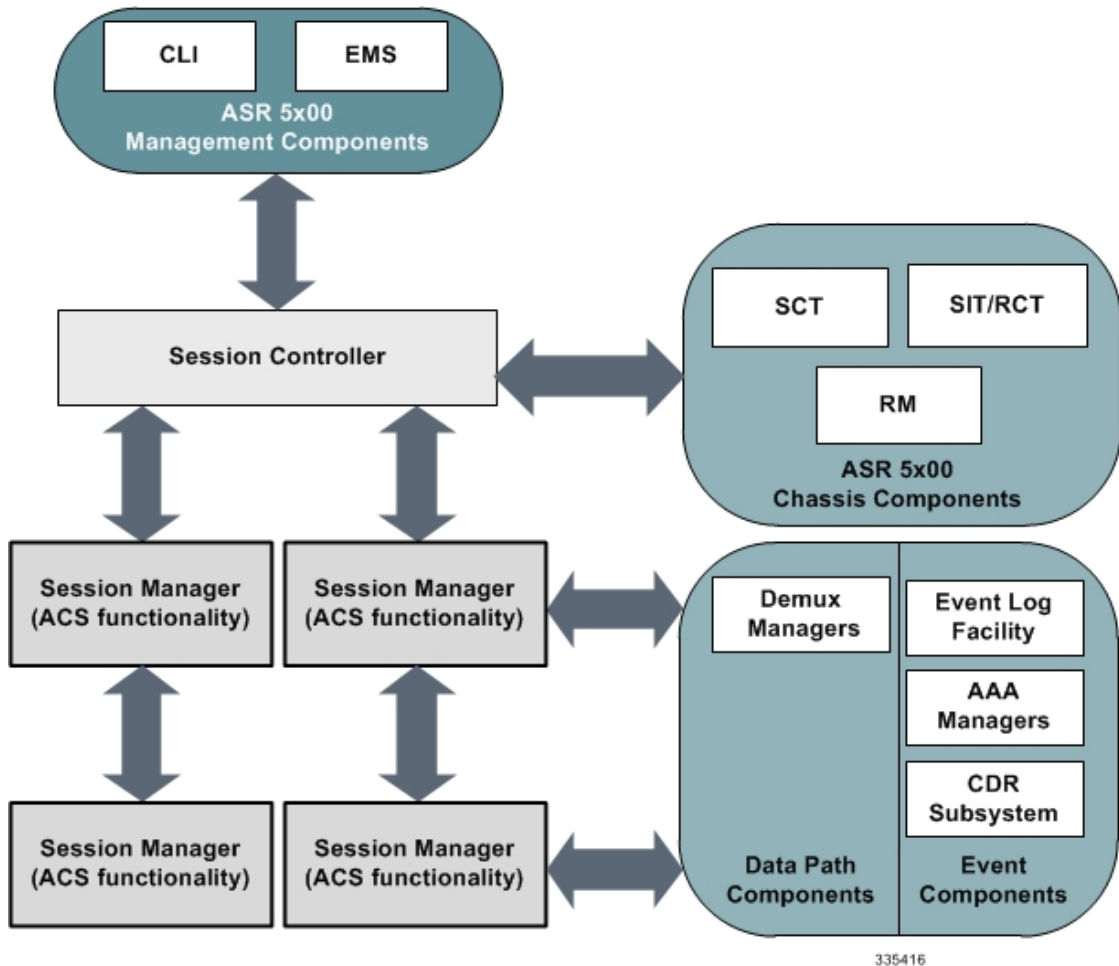 CLI
EMS
ASR 5x00
Management Components
Session Controller
SCT
SIT/RCT
RM
ASR 5x00
Chassis Components
Session Manager
(ACS functionality)
Session Manager
(ACS functionality)
Demux
Managers
Event Log
Facility
AAA
Managers
CDR
Subsystem
Session Manager
(ACS functionality)
Session Manager
(ACS functionality)
Data Path
Components
Event
Components
335416